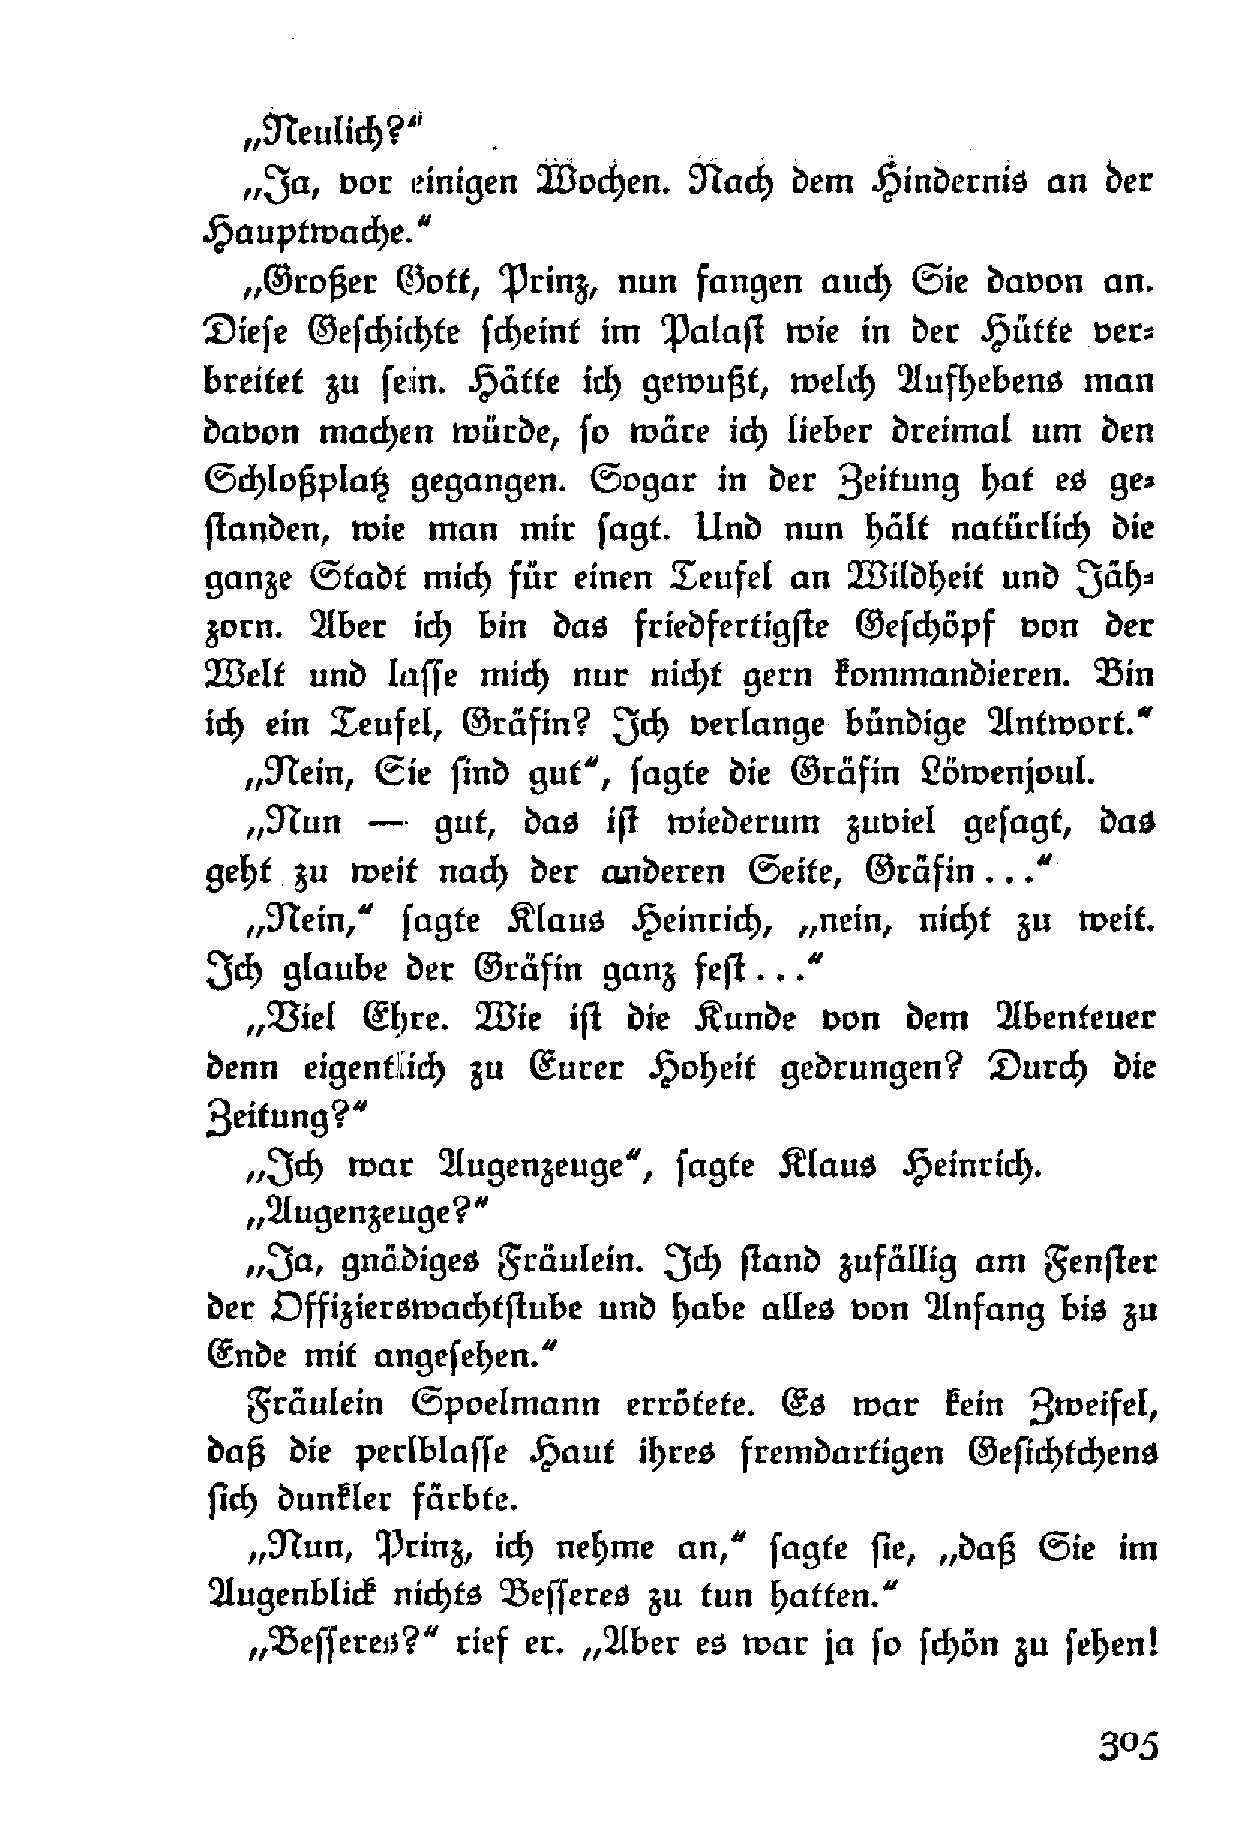 „Neulich?“
„Ja, vor einigen Wochen. Nach dem Hindernis an der
Hauptwache.“
„Großer Gott, Prinz, nun fangen auch Sie davon an.
Diese Geschichte scheint im Palast wie in der Hütte ver-
breitet zu sein. Hätte ich gewußt, welch Aufhebens man
davon machen würde, so wäre ich lieber dreimal um den
Schloßplatz gegangen. Sogar in der Zeitung hat es ge-
standen, wie man mir sagt. Und nun hält natürlich die
ganze Stadt mich für einen Teufel an Wildheit und Jäh-
zorn. Aber ich bin das friedfertigste Geschöpf von der
Welt und lasse mich nur nicht gern kommandieren. Bin
ich ein Teufel, Gräfin? Ich verlange bündige Antwort.“
„Nein, Sie sind gut“, sagte die Gräfin Löwenjoul.
„Nun — gut, das ist wiederum zuviel gesagt, das
geht zu weit nach der anderen Seite, Gräfin . . .“
„Nein,“ sagte Klaus Heinrich, „nein, nicht zu weit.
Ich glaube der Gräfin ganz fest . . .“
„Viel Ehre. Wie ist die Kunde von dem Abenteuer
denn eigentlich zu Eurer Hoheit gedrungen? Durch die
Zeitung?“
„Ich war Augenzeuge“, sagte Klaus Heinrich.
„Augenzeuge?“
„Ja, gnädiges Fräulein. Ich stand zufällig am Fenster
der Offizierswachtstube und habe alles von Anfang bis zu
Ende mit angesehen.“
Fräulein Spoelmann errötete. Es war kein Zweifel,
daß die perlblasse Haut ihres fremdartigen Gesichtchens
sich dunkler färbte.
„Nun, Prinz, ich nehme an,“ sagte sie, „daß Sie im
Augenblick nichts Besseres zu tun hatten.“
„Besseres?“ rief er. „Aber es war ja so schön zu sehen!
305